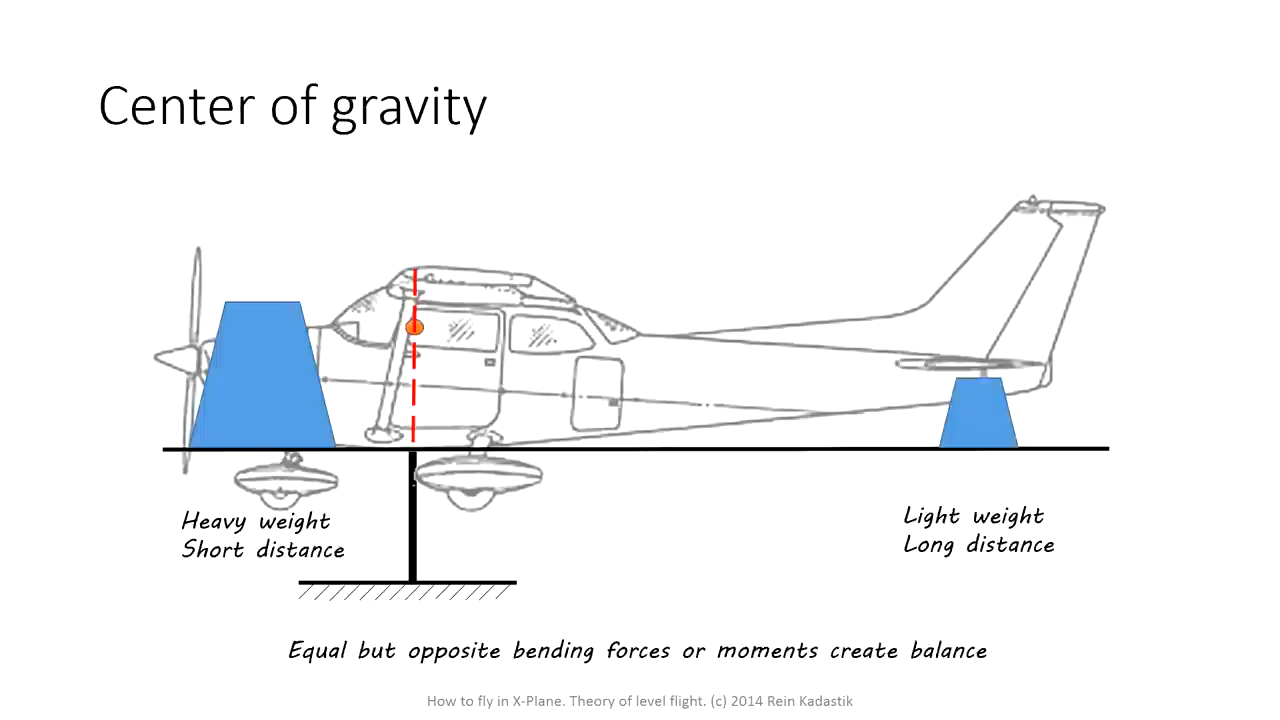 Center of gravity
Heavy weight
Short distance
Light weight
Long distance
Equal but opposite bending forces or moments create balance
How to fly in X-Plane. Theory of level flight. (c) 2014 Rein Kadastik